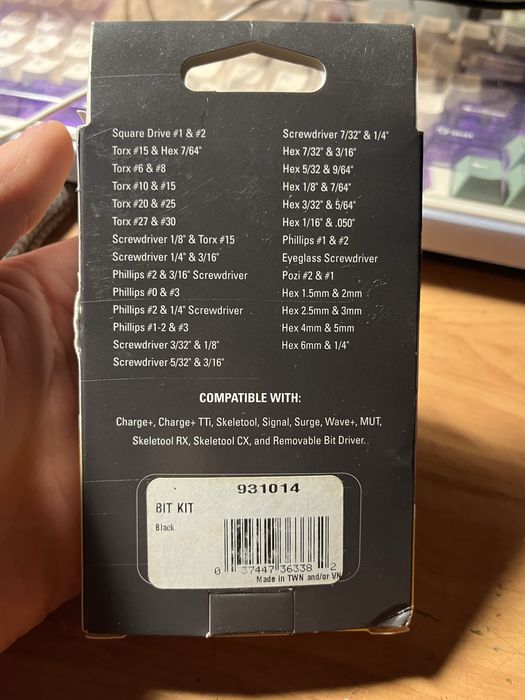 Square Drive #1 & #2
Torx #15 & Hex 7/64"
Torx #6 & #8
Torx #10 & #15
Torx #20 & #25
Torx #27 & #30
Screwdriver 1/8" & Torx #15
Screwdriver 1/4" & 3/16"
Phillips #2 & 3/16" Screwdriver
Phillips #0 & #3
Phillips #2 & 1/4" Screwdriver
Phillips #1-2 & #3
Screwdriver 3/32" & 1/8"
Screwdriver 5/32" & 3/16"
Screwdriver 7/32" & 1/4"
Hex 7/32" & 3/16"
Hex 5/32 & 9/64"
Hex 1/8" & 7/64"
Hex 3/32" & 5/64"
Hex 1/16" & .050"
Phillips #1 & #2
Eyeglass Screwdriver
Pozi #2 & #1
Hex 1.5mm & 2mm
Hex 2.5mm & 3mm
Hex 4mm & 5mm
Hex 6mm & 1/4"
COMPATIBLE WITH:
Charge+, Charge+ TTi, Skeletool, Signal, Surge, Wave+, MUT,
Skeletool RX, Skeletool CX, and Removable Bit Driver.
931014
BIT KIT
Black
0 37447 36338 2
Made in TWN and/or VN